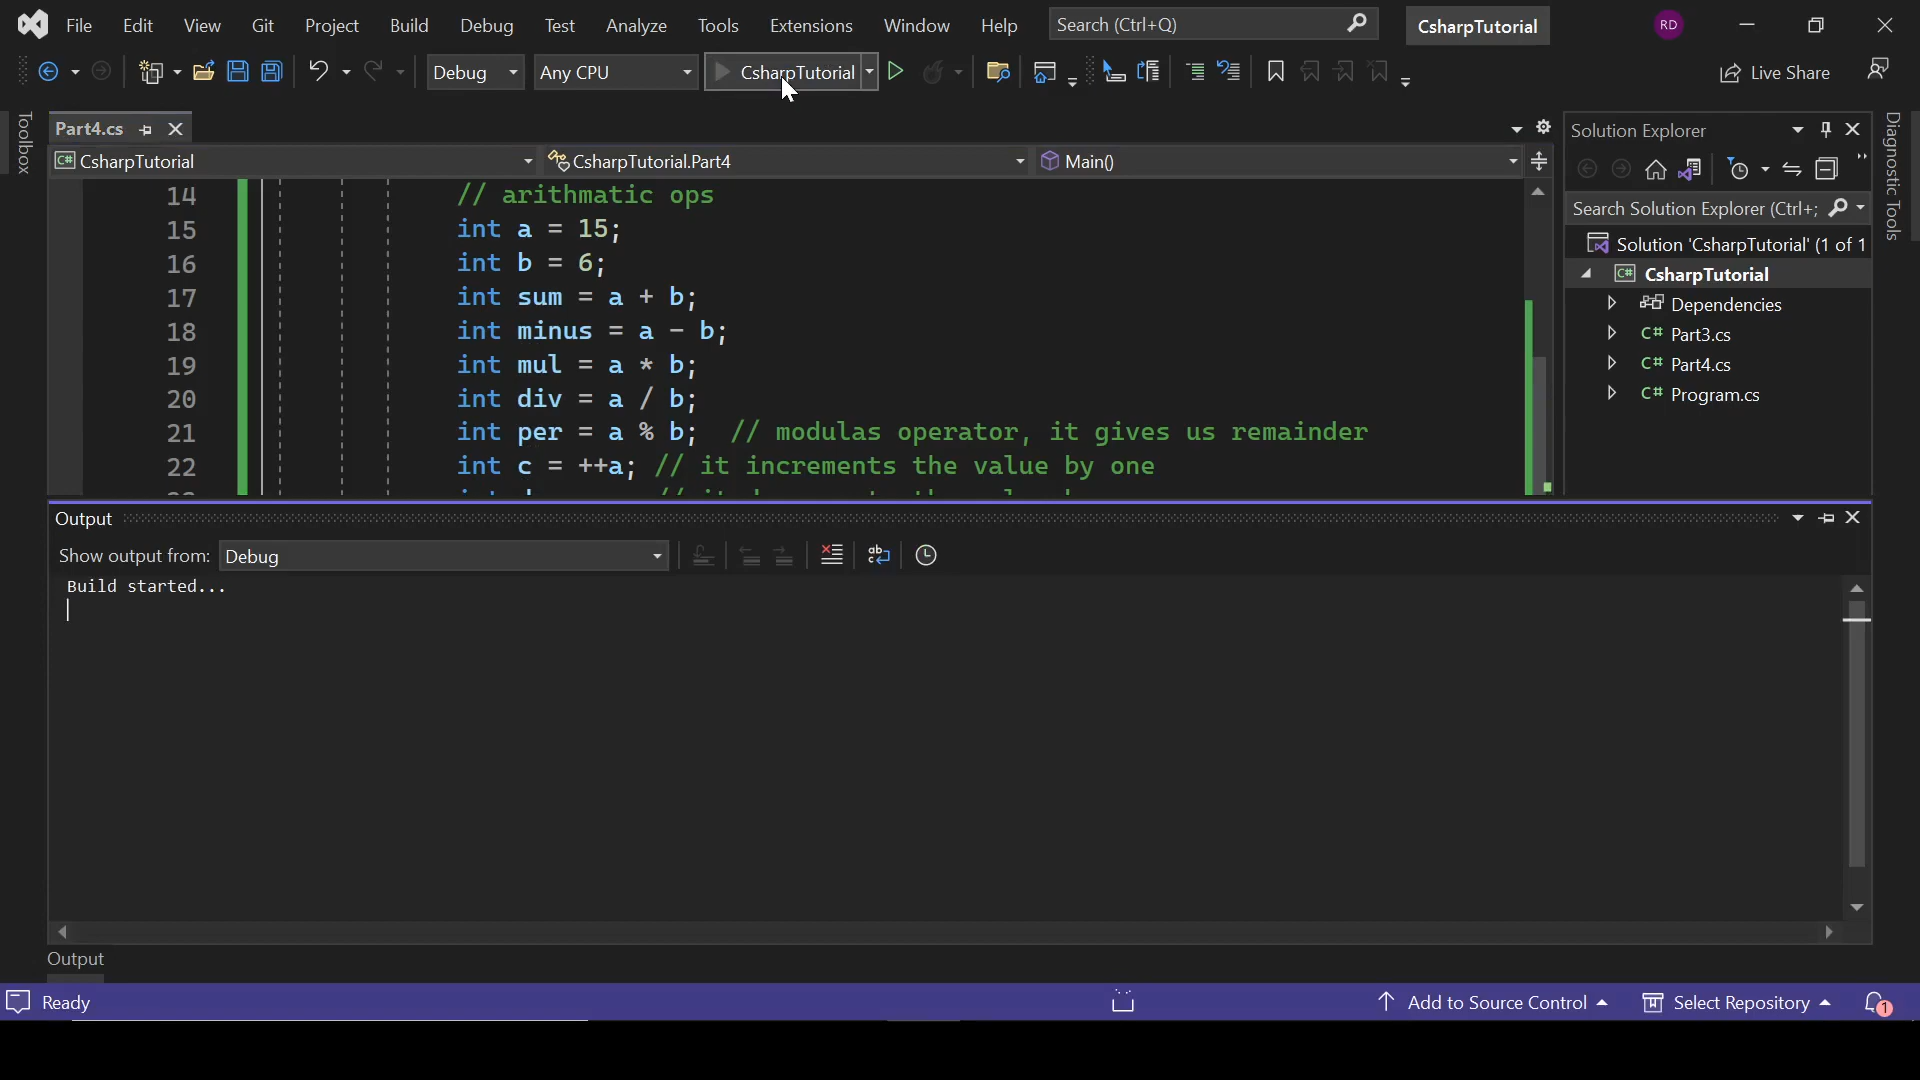 File Edit View Git Project Build Debug Test Analyze Tools Extensions Window Help Search (Ctrl+Q) CsharpTutorial RD
Debug Any CPU CsharpTutorial Live Share
Toolbox
Part4.cs
CsharpTutorial CsharpTutorial.Part4 Main()
14 // arithmatic ops
15 int a = 15;
16 int b = 6;
17 int sum = a + b;
18 int minus = a - b;
19 int mul = a * b;
20 int div = a / b;
21 int per = a % b; // modulas operator, it gives us remainder
22 int c = ++a; // it increments the value by one
Solution Explorer
Search Solution Explorer (Ctrl+;
Solution 'CsharpTutorial' (1 of 1
C# CsharpTutorial
Dependencies
C# Part3.cs
C# Part4.cs
C# Program.cs
Diagnostic Tools
Output
Show output from: Debug
Build started...
Output
Ready Add to Source Control Select Repository 1